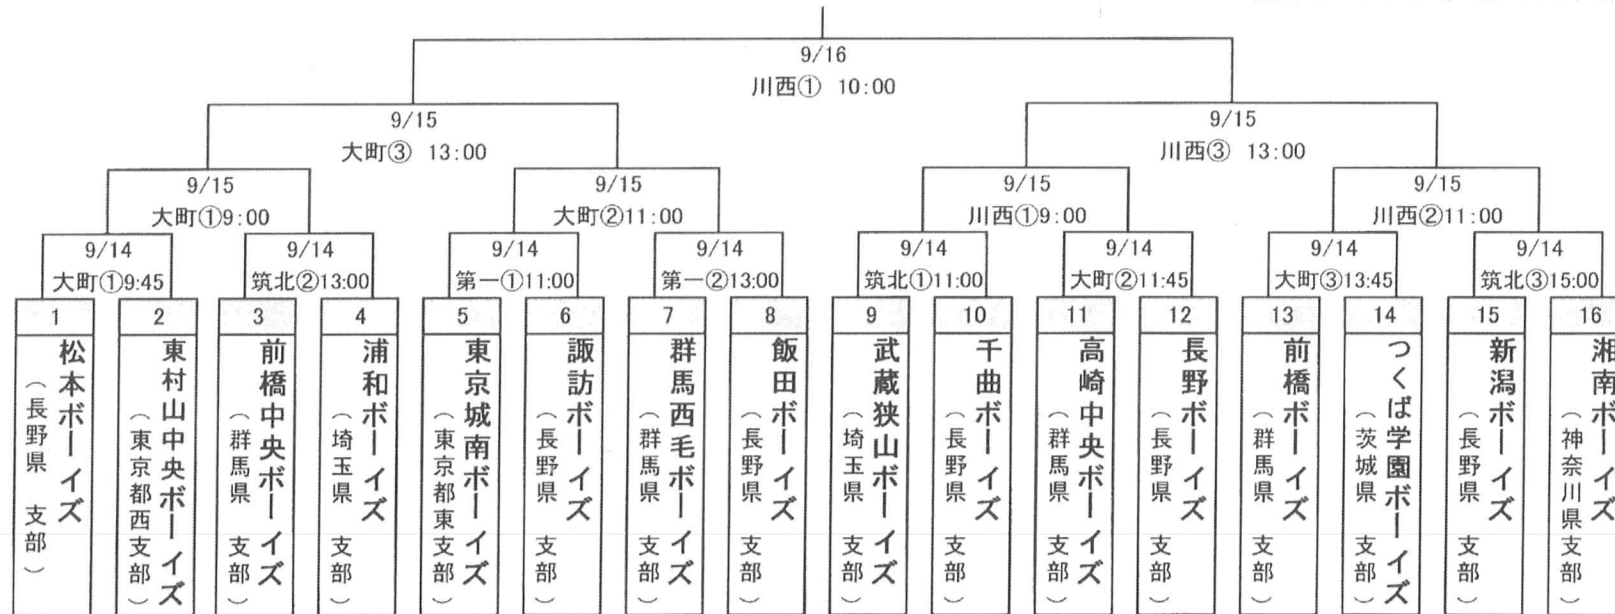 9/16
川西① 10:00
9/15
9/15
大町③ 13:00
川西③ 13:00
9/15
9/15
9/15
9/15
大町①9:00
大町②11:00
川西①9:00
川西②11:00
9/14
9/14
9/14
9/14
9/14
9/14
9/14
9/14
大町①9:45
筑北②13:00
第一①11:00
第一②13:00
筑北①11:00
大町②11:45
大町③13:45
筑北③15:00
1
2
3
4
5
6
7
8
9
10
11
12
13
14
15
16
松本ボーイズ
（長野県 支部）
東村山中央ボーイズ
（東京都西支部）
前橋中央ボーイズ
（群馬県 支部）
浦和ボーイズ
（埼玉県 支部）
東京城南ボーイズ
（東京都東支部）
諏訪ボーイズ
（長野県 支部）
群馬西毛ボーイズ
（群馬県 支部）
飯田ボーイズ
（長野県 支部）
武蔵狭山ボーイズ
（埼玉県 支部）
千曲ボーイズ
（長野県 支部）
高崎中央ボーイズ
（群馬県 支部）
長野ボーイズ
（長野県 支部）
前橋ボーイズ
（群馬県 支部）
つくば学園ボーイズ
（茨城県 支部）
新潟ボーイズ
（長野県 支部）
湘南ボーイズ
（神奈川県支部）